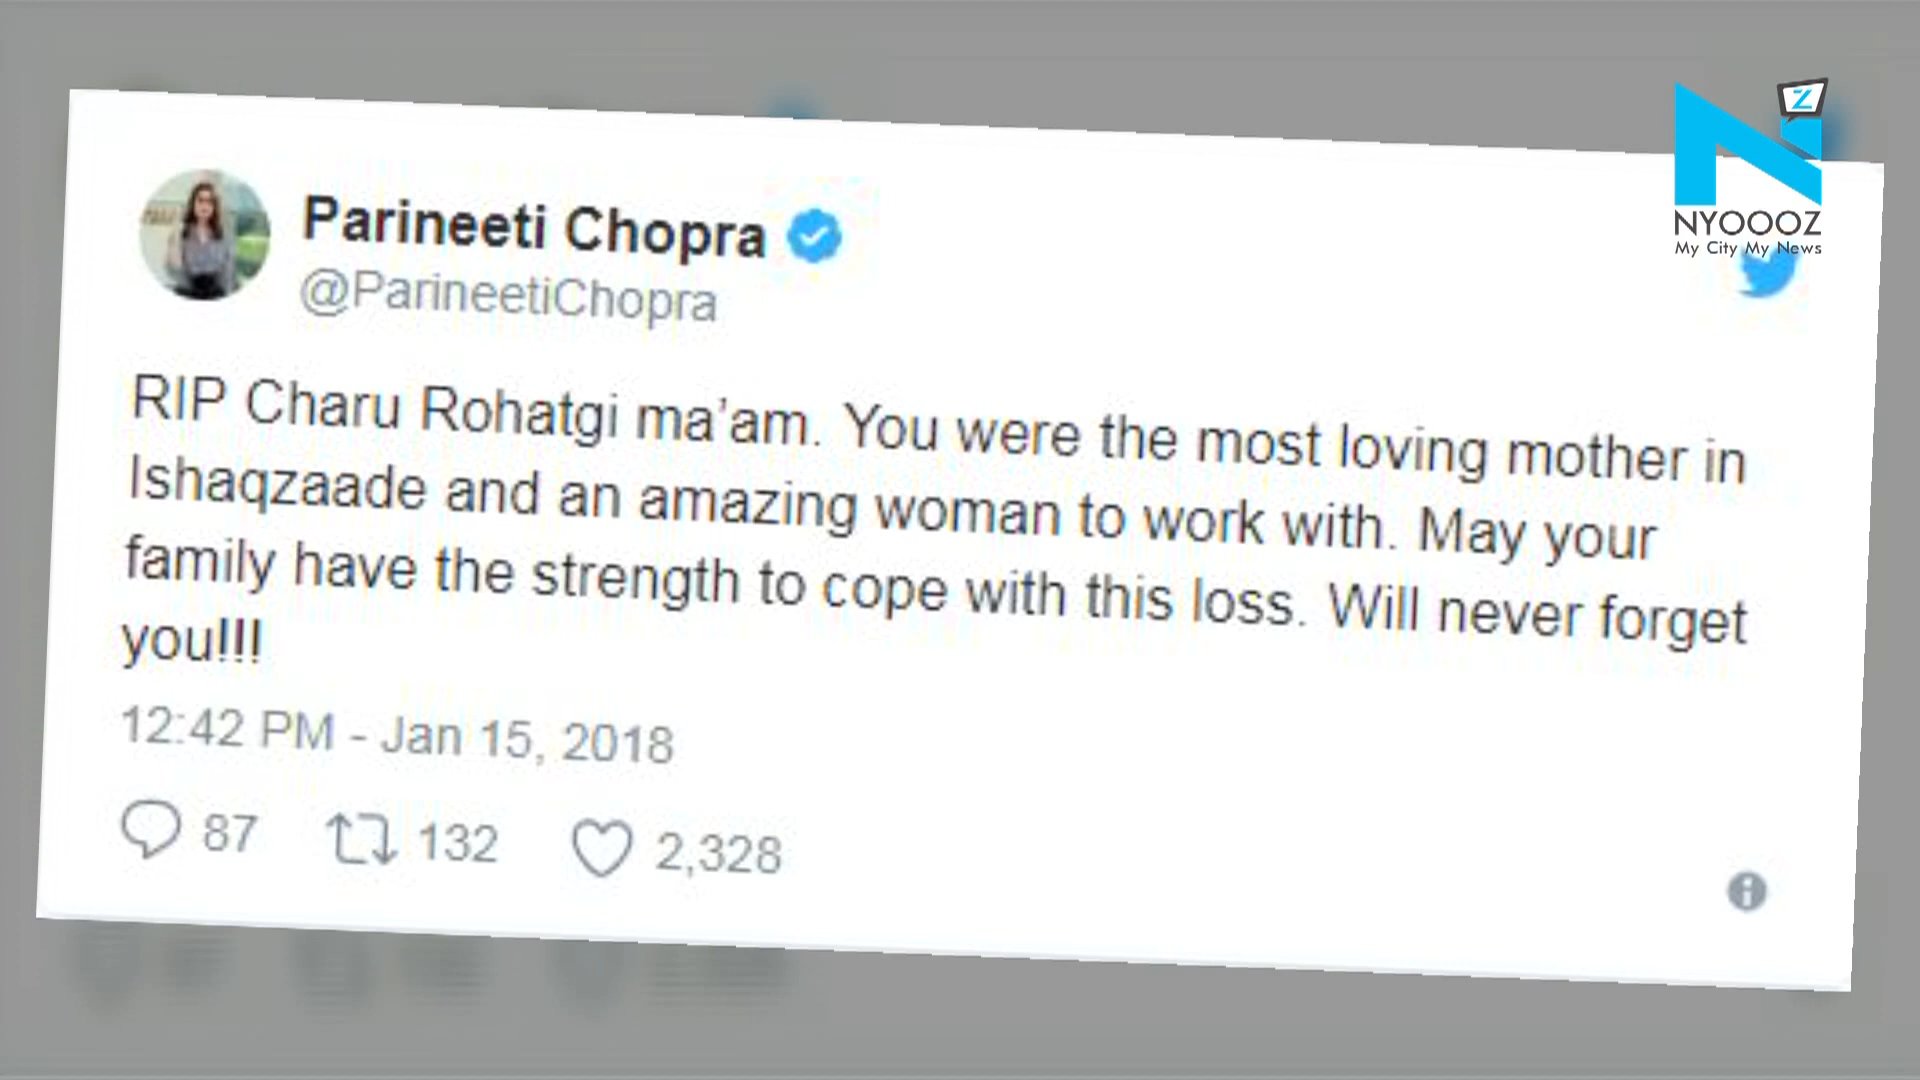 NYOOOZ
My City My News
Parineeti Chopra
@ParineetiChopra
RIP Charu Rohatgi ma'am. You were the most loving mother in
Ishaqzaade and an amazing woman to work with. May your
family have the strength to cope with this loss. Will never forget
you!!!
12:42 PM - Jan 15, 2018
87 132 2,328